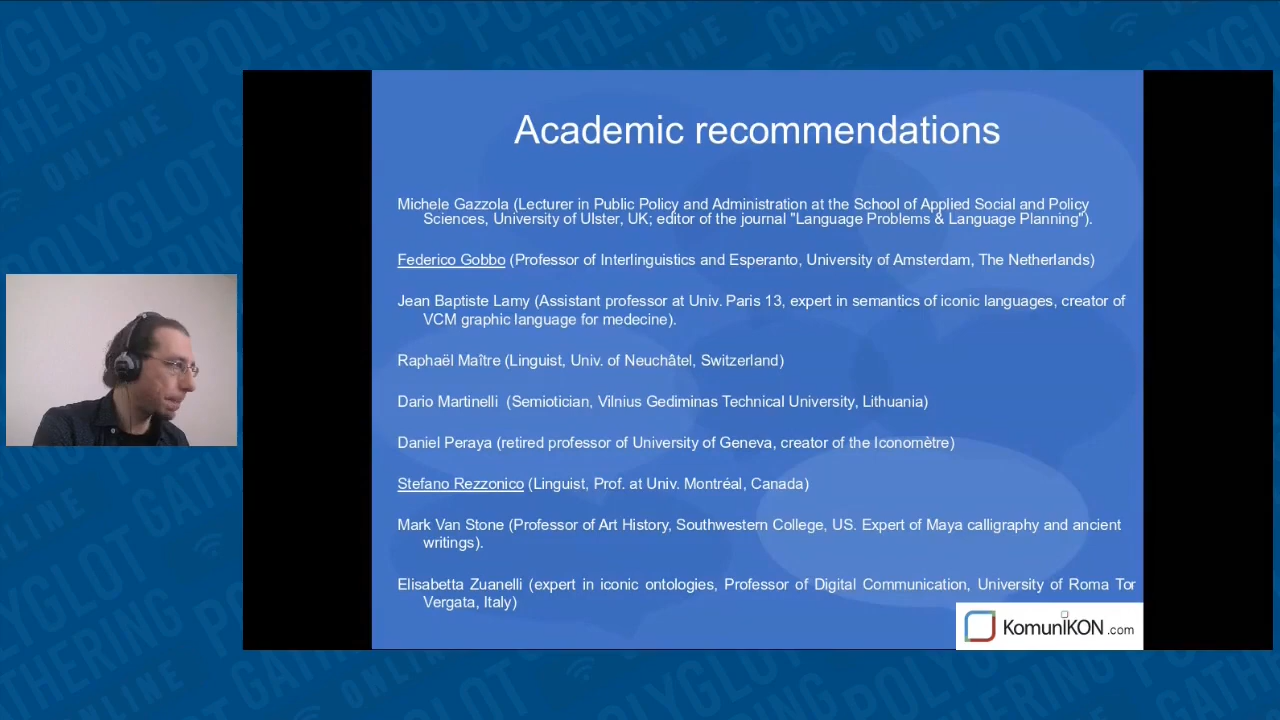 Academic recommendations
Michele Gazzola (Lecturer in Public Policy and Administration at the School of Applied Social and Policy
Sciences, University of Ulster, UK; editor of the journal "Language Problems & Language Planning").
Federico Gobbo (Professor of Interlinguistics and Esperanto, University of Amsterdam, The Netherlands)
Jean Baptiste Lamy (Assistant professor at Univ. Paris 13, expert in semantics of iconic languages, creator of
VCM graphic language for medecine).
Raphaël Maître (Linguist, Univ. of Neuchâtel, Switzerland)
Dario Martinelli (Semiotician, Vilnius Gediminas Technical University, Lithuania)
Daniel Peraya (retired professor of University of Geneva, creator of the Iconomètre)
Stefano Rezzonico (Linguist, Prof. at Univ. Montréal, Canada)
Mark Van Stone (Professor of Art History, Southwestern College, US. Expert of Maya calligraphy and ancient
writings).
Elisabetta Zuanelli (expert in iconic ontologies, Professor of Digital Communication, University of Roma Tor
Vergata, Italy)
KomunIKON.com
POLYGLOT
GATHERING
ONLINE